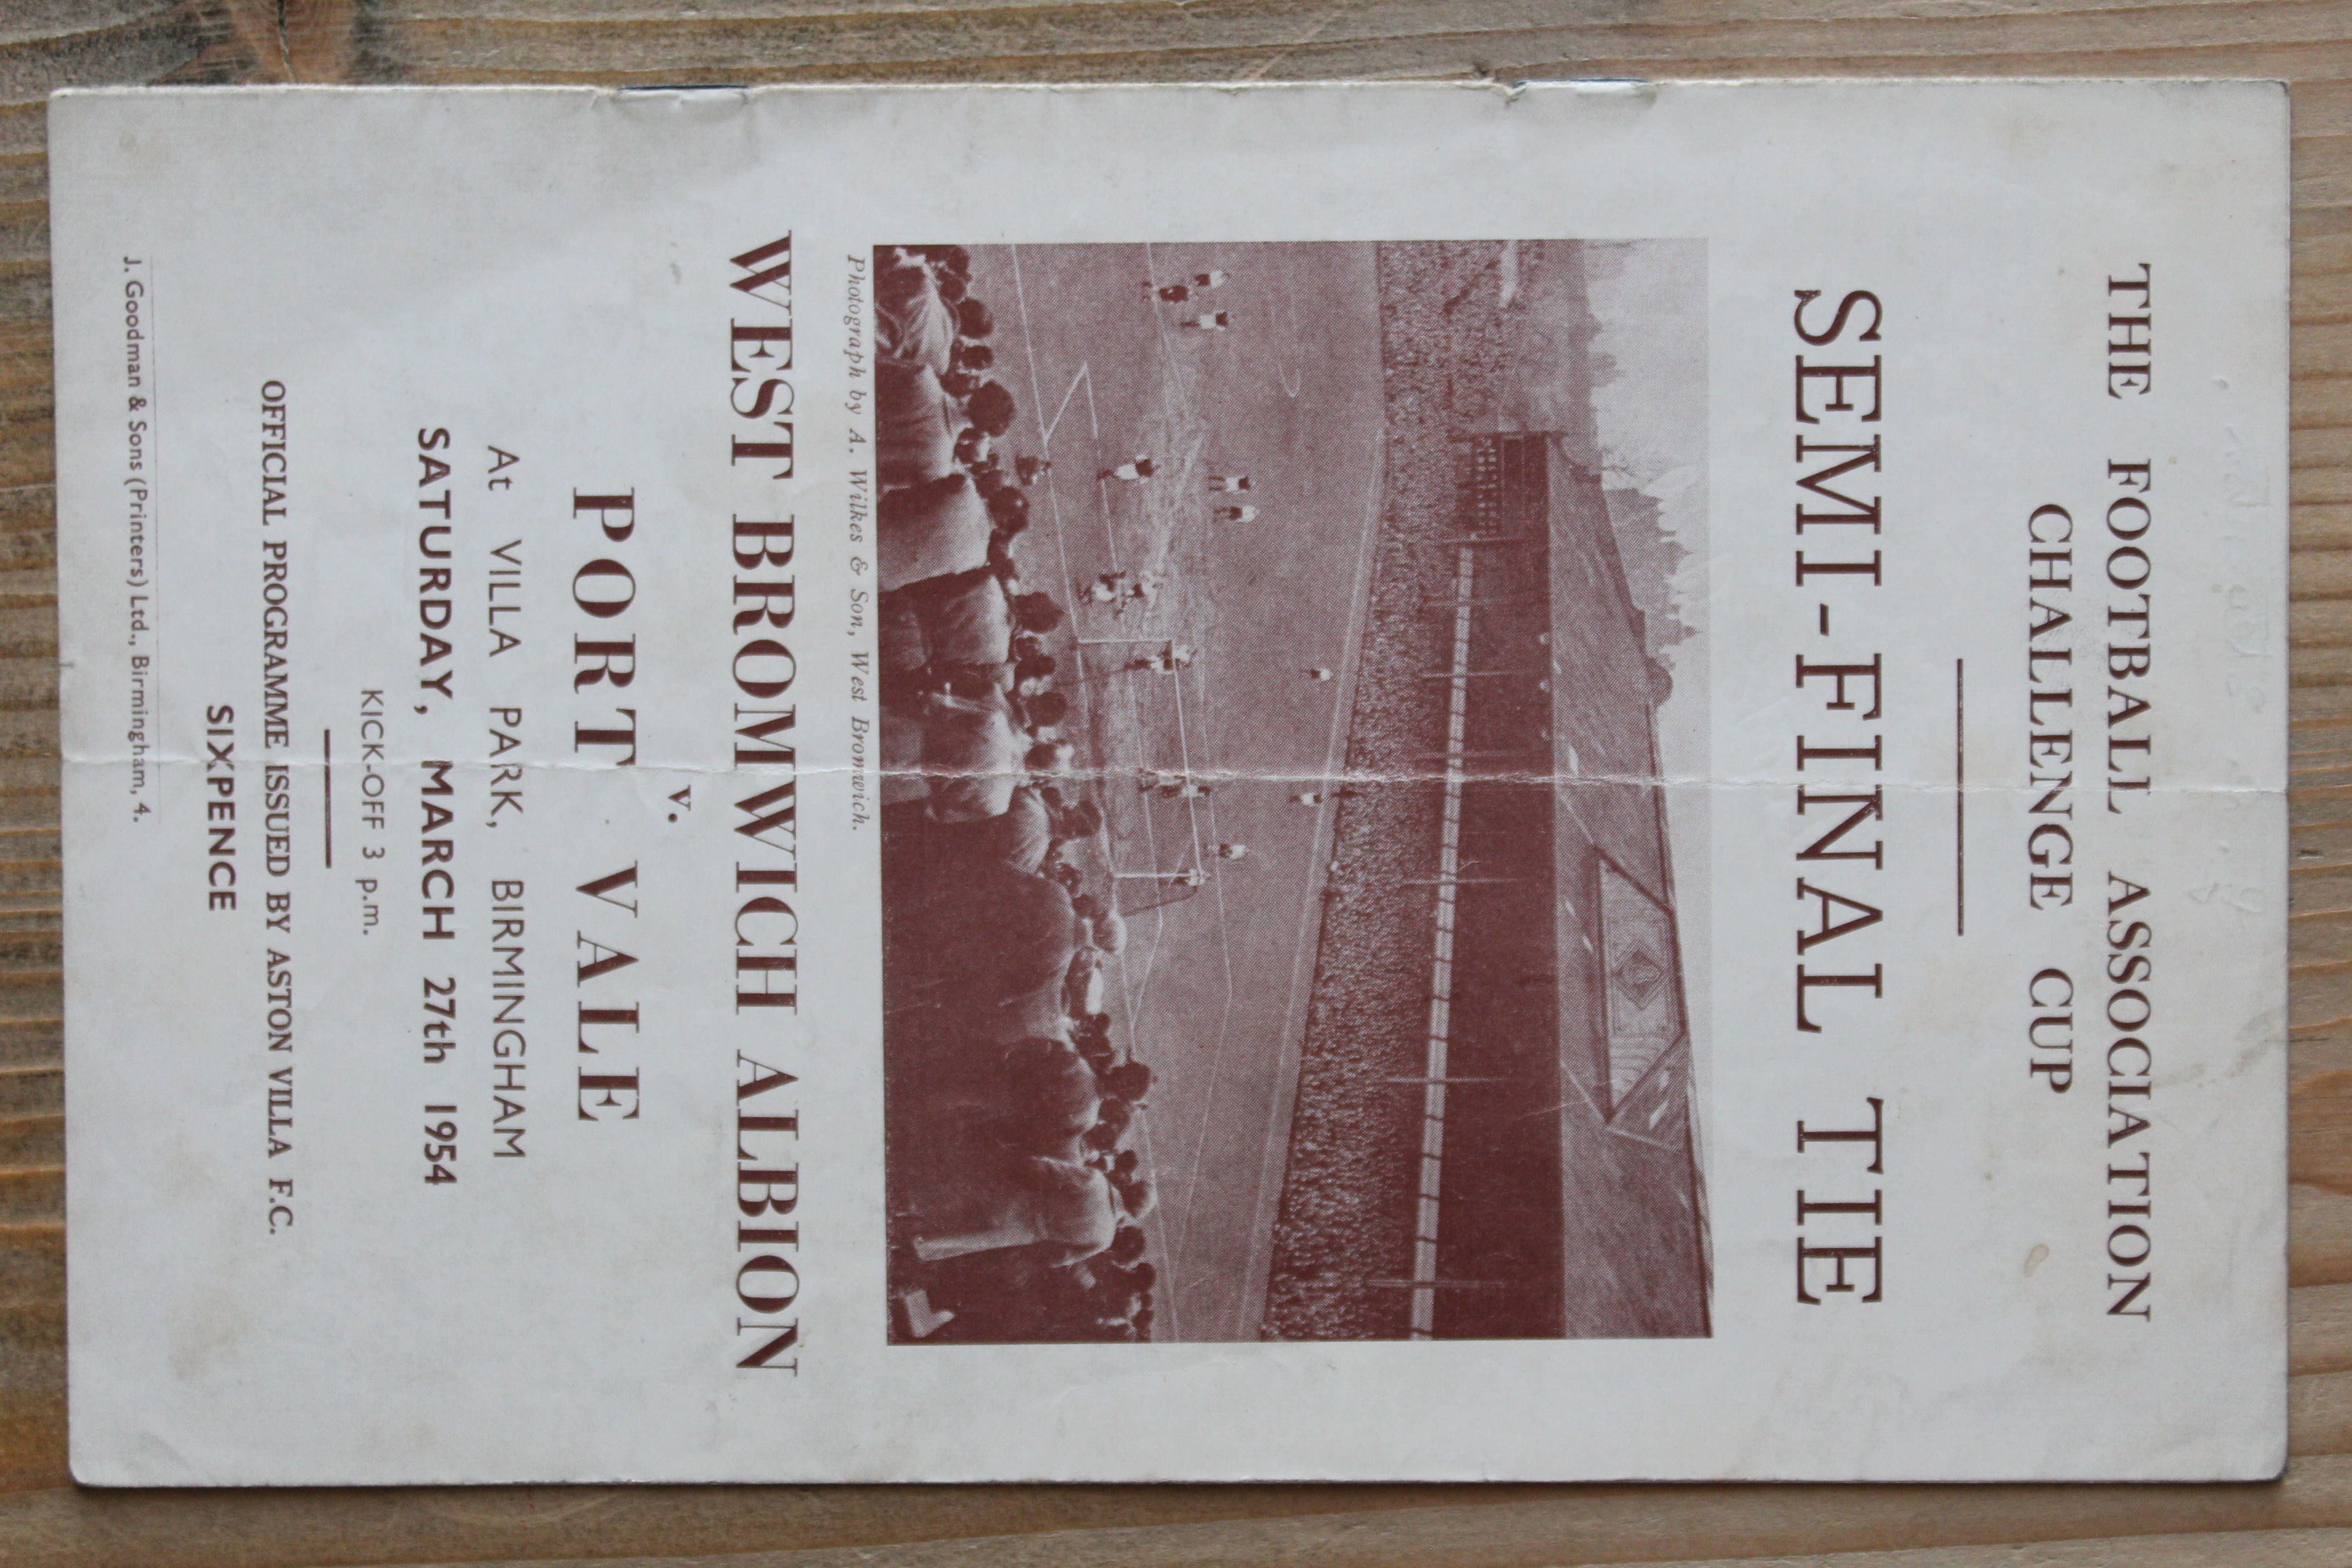 THE FOOTBALL ASSOCIATION
CHALLENGE CUP
SEMI-FINAL TIE
Photograph by A. Wilkes & Son, West Bromwich.
WEST BROMWICH ALBION
v.
PORT VALE
At VILLA PARK, BIRMINGHAM
SATURDAY, MARCH 27th 1954
KICK-OFF 3 p.m.
OFFICIAL PROGRAMME ISSUED BY ASTON VILLA F.C.
SIXPENCE
J. Goodman & Sons (Printers) Ltd., Birmingham, 4.